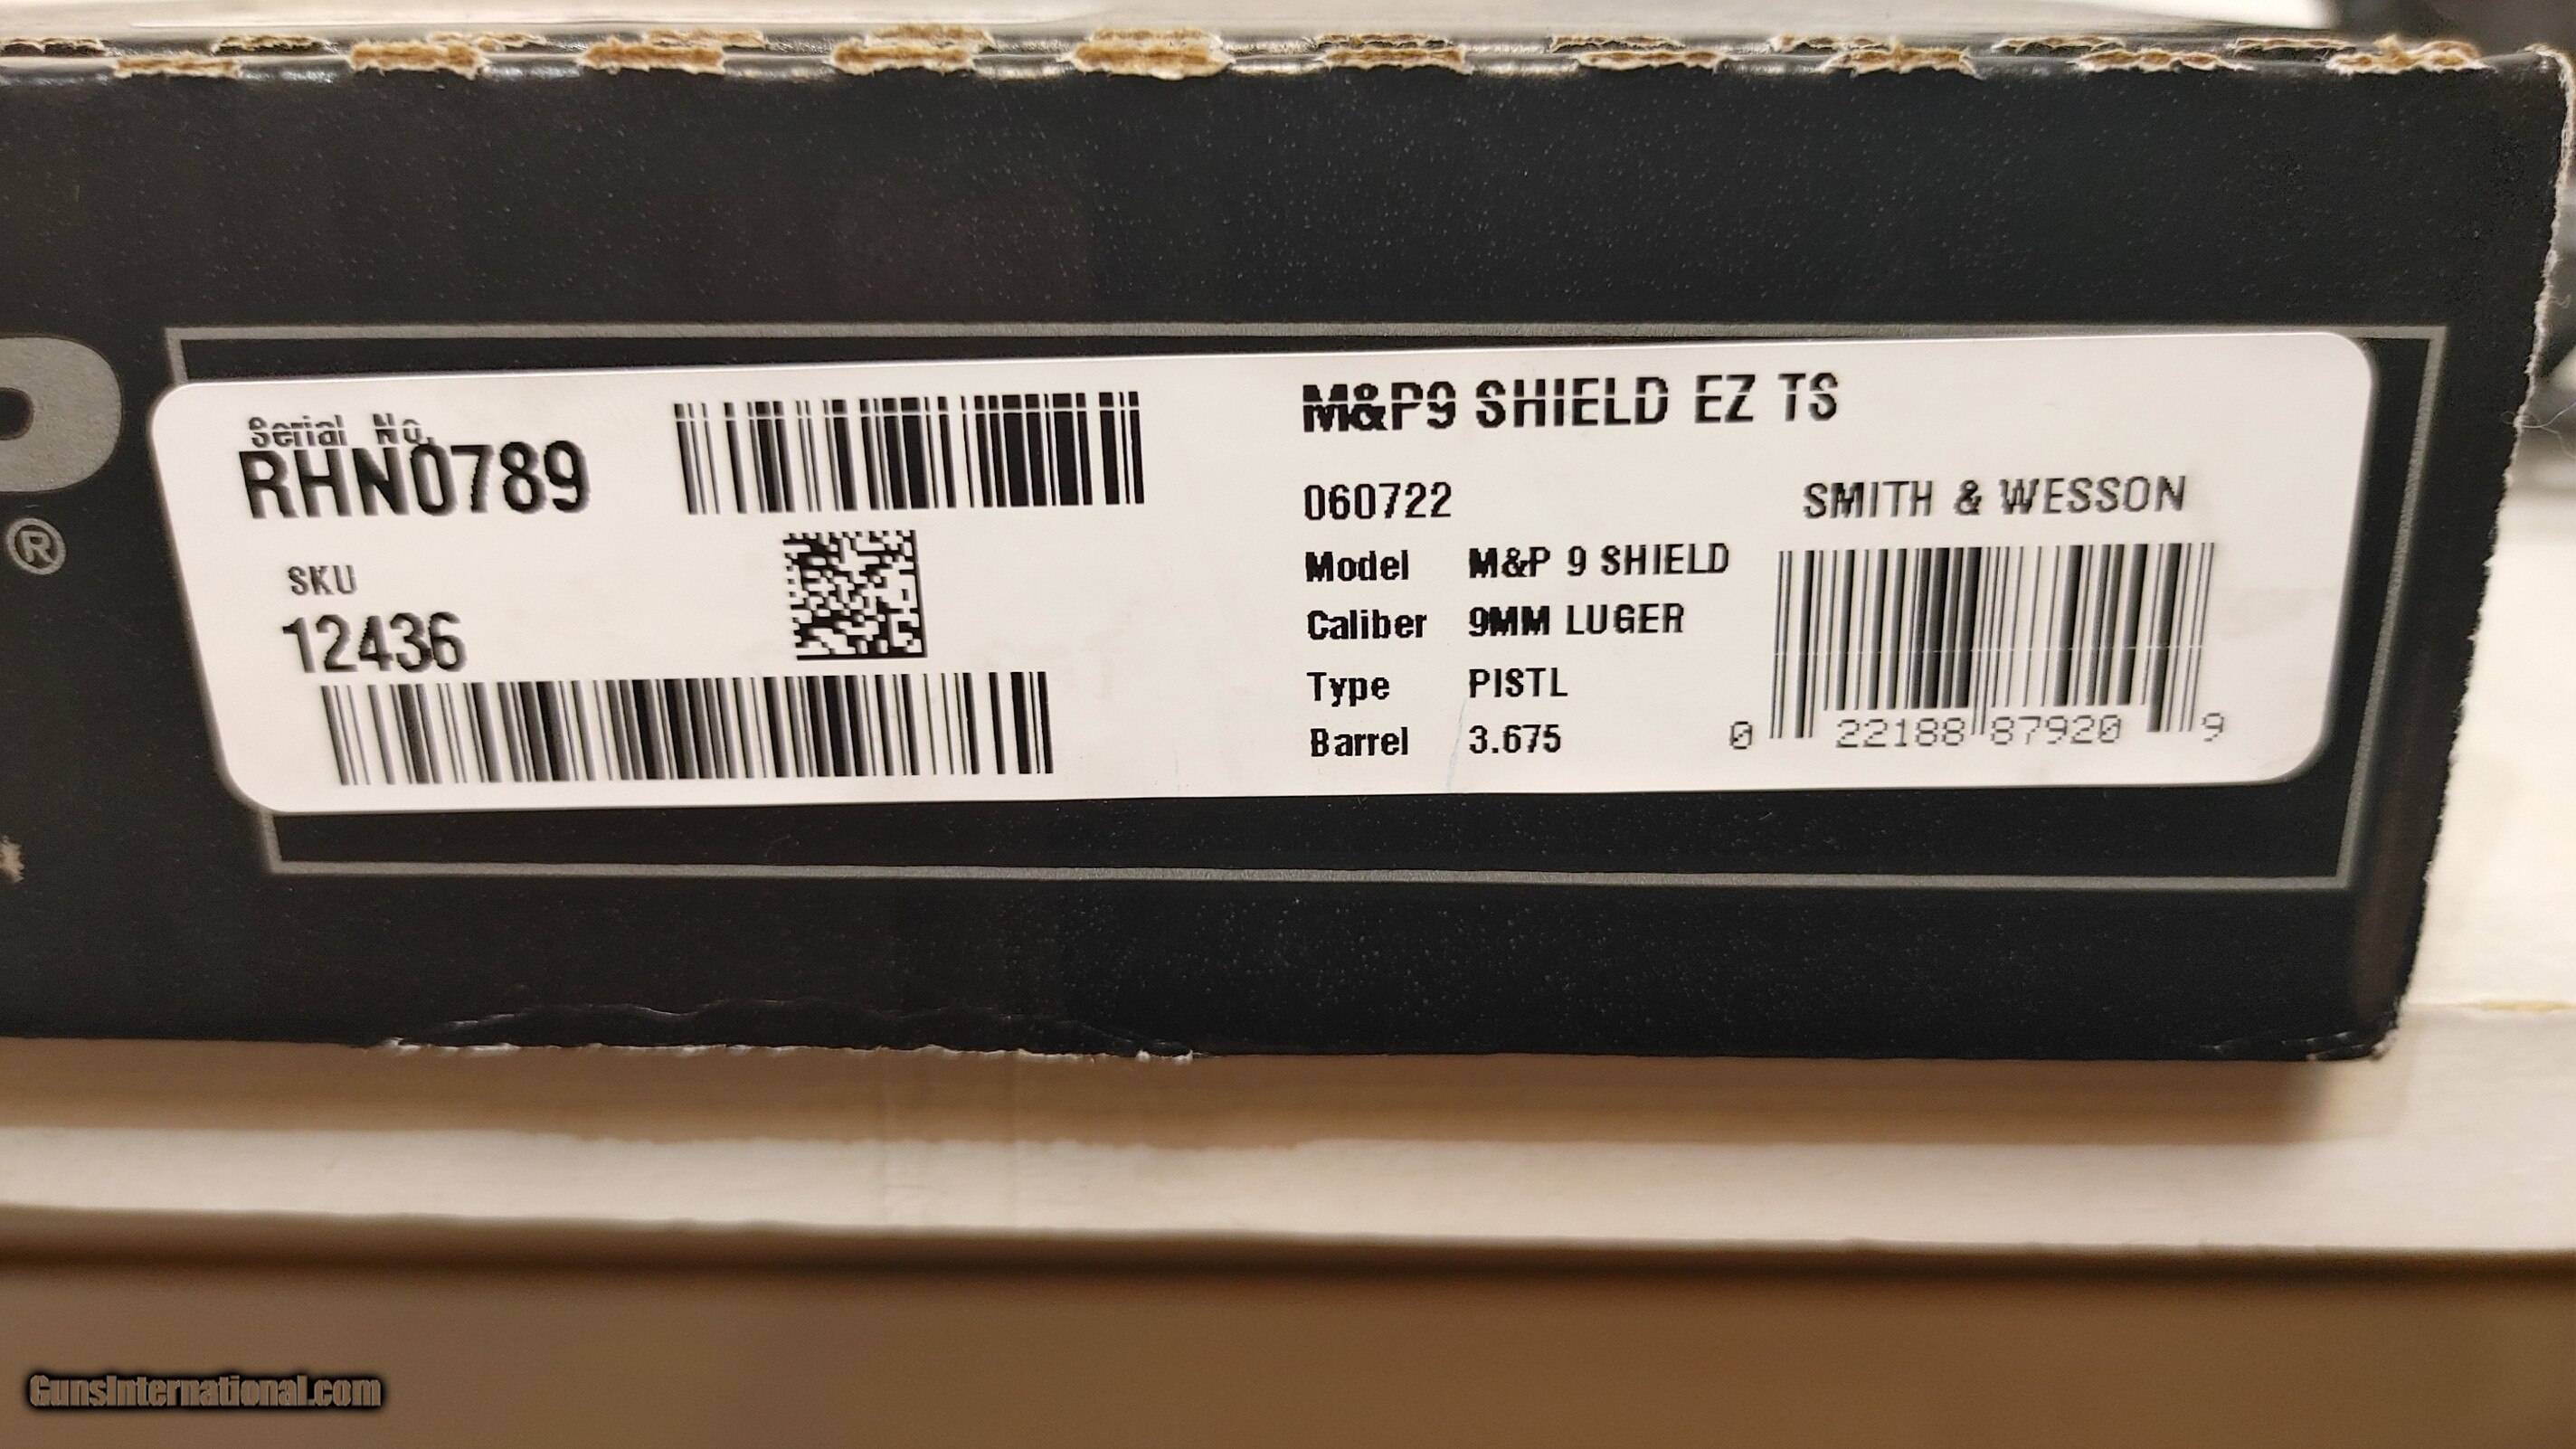 Serial No.
RHN0789
SKU
12436
M&P9 SHIELD EZ TS
060722
SMITH & WESSON
Model M&P 9 SHIELD
Caliber 9MM LUGER
Type PISTL
Barrel 3.675
0 22188 87920 9
P
®
GunsInternational.com